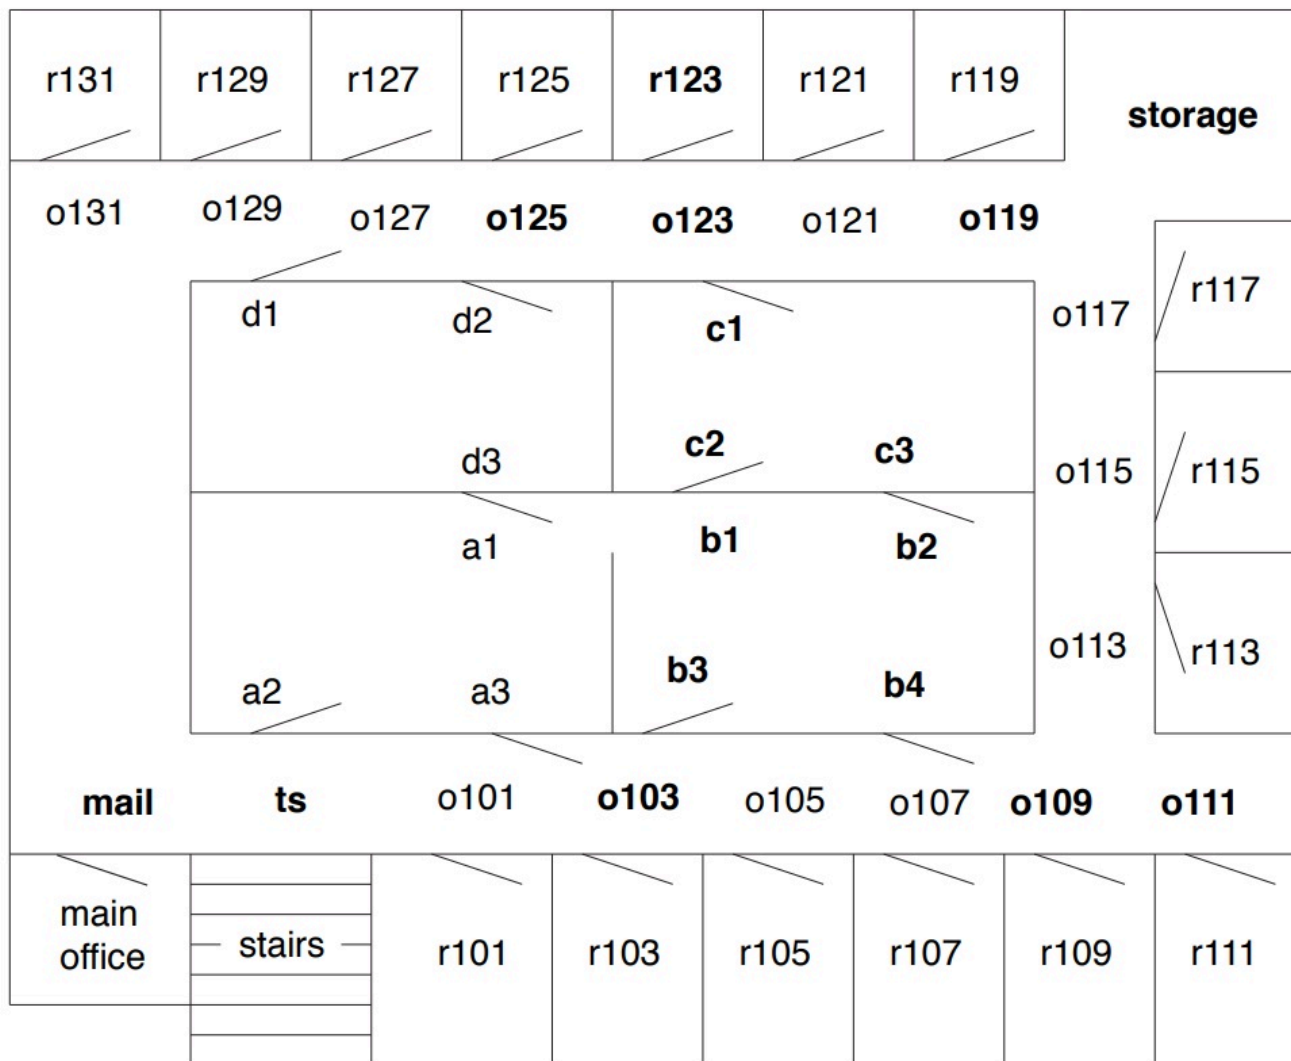 r131 r129 r127 r125 r123 r121 r119
storage
o131 o129 o127 o125 o123 o121 o119
r117
d1 d2 c1 o117
d3 c2 c3 o115 r115
a1 b1 b2
a2 a3 b3 b4 o113 r113
mail ts o101 o103 o105 o107 o109 o111
main
office
stairs r101 r103 r105 r107 r109 r111